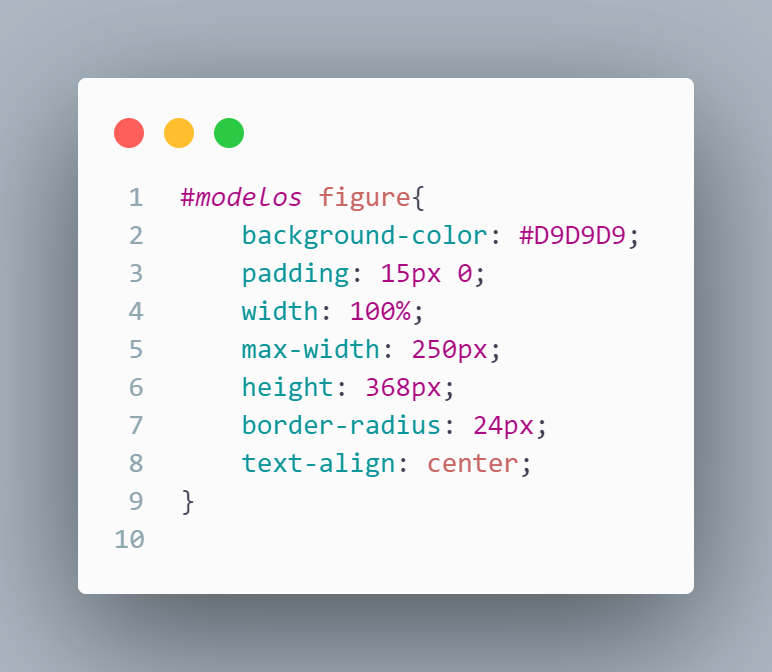 1 #modelos figure{
2     background-color: #D9D9D9;
3     padding: 15px 0;
4     width: 100%;
5     max-width: 250px;
6     height: 368px;
7     border-radius: 24px;
8     text-align: center;
9 }
10